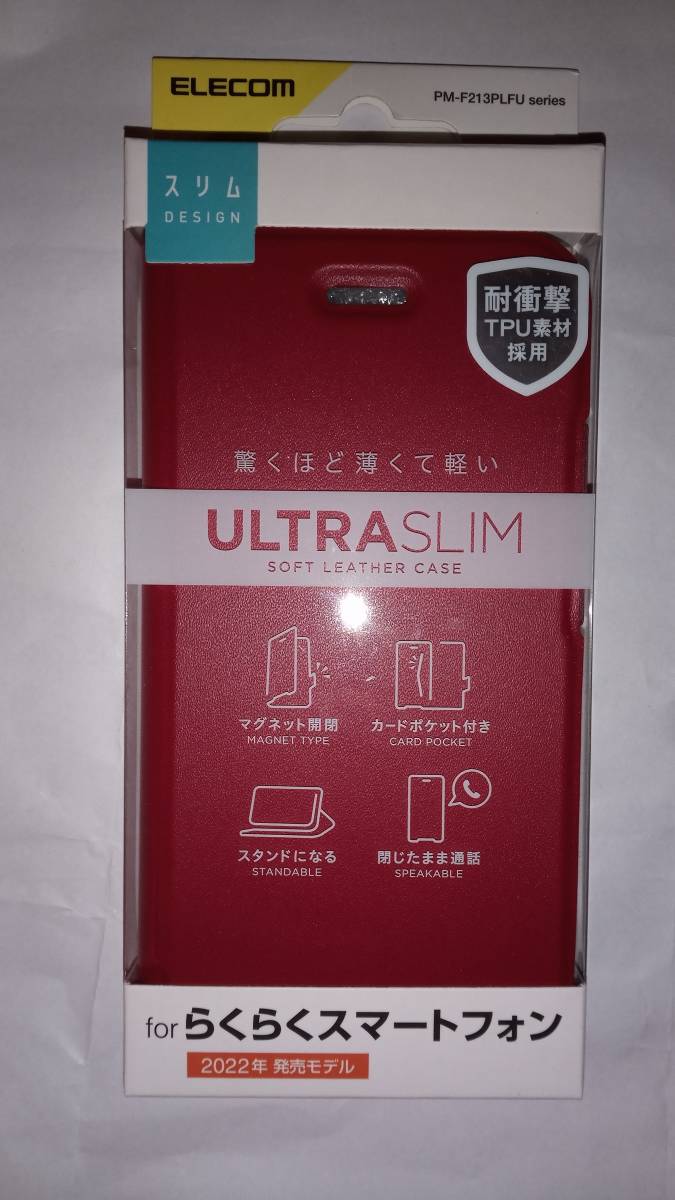 ELECOM
PM-F213PLFU series
スリム
DESIGN
耐衝撃
TPU素材
採用
驚くほど薄くて軽い
ULTRASLIM
SOFT LEATHER CASE
マグネット開閉
MAGNET TYPE
カードポケット付き
CARD POCKET
スタンドになる
STANDABLE
閉じたまま通話
SPEAKABLE
for らくらくスマートフォン
2022年 発売モデル